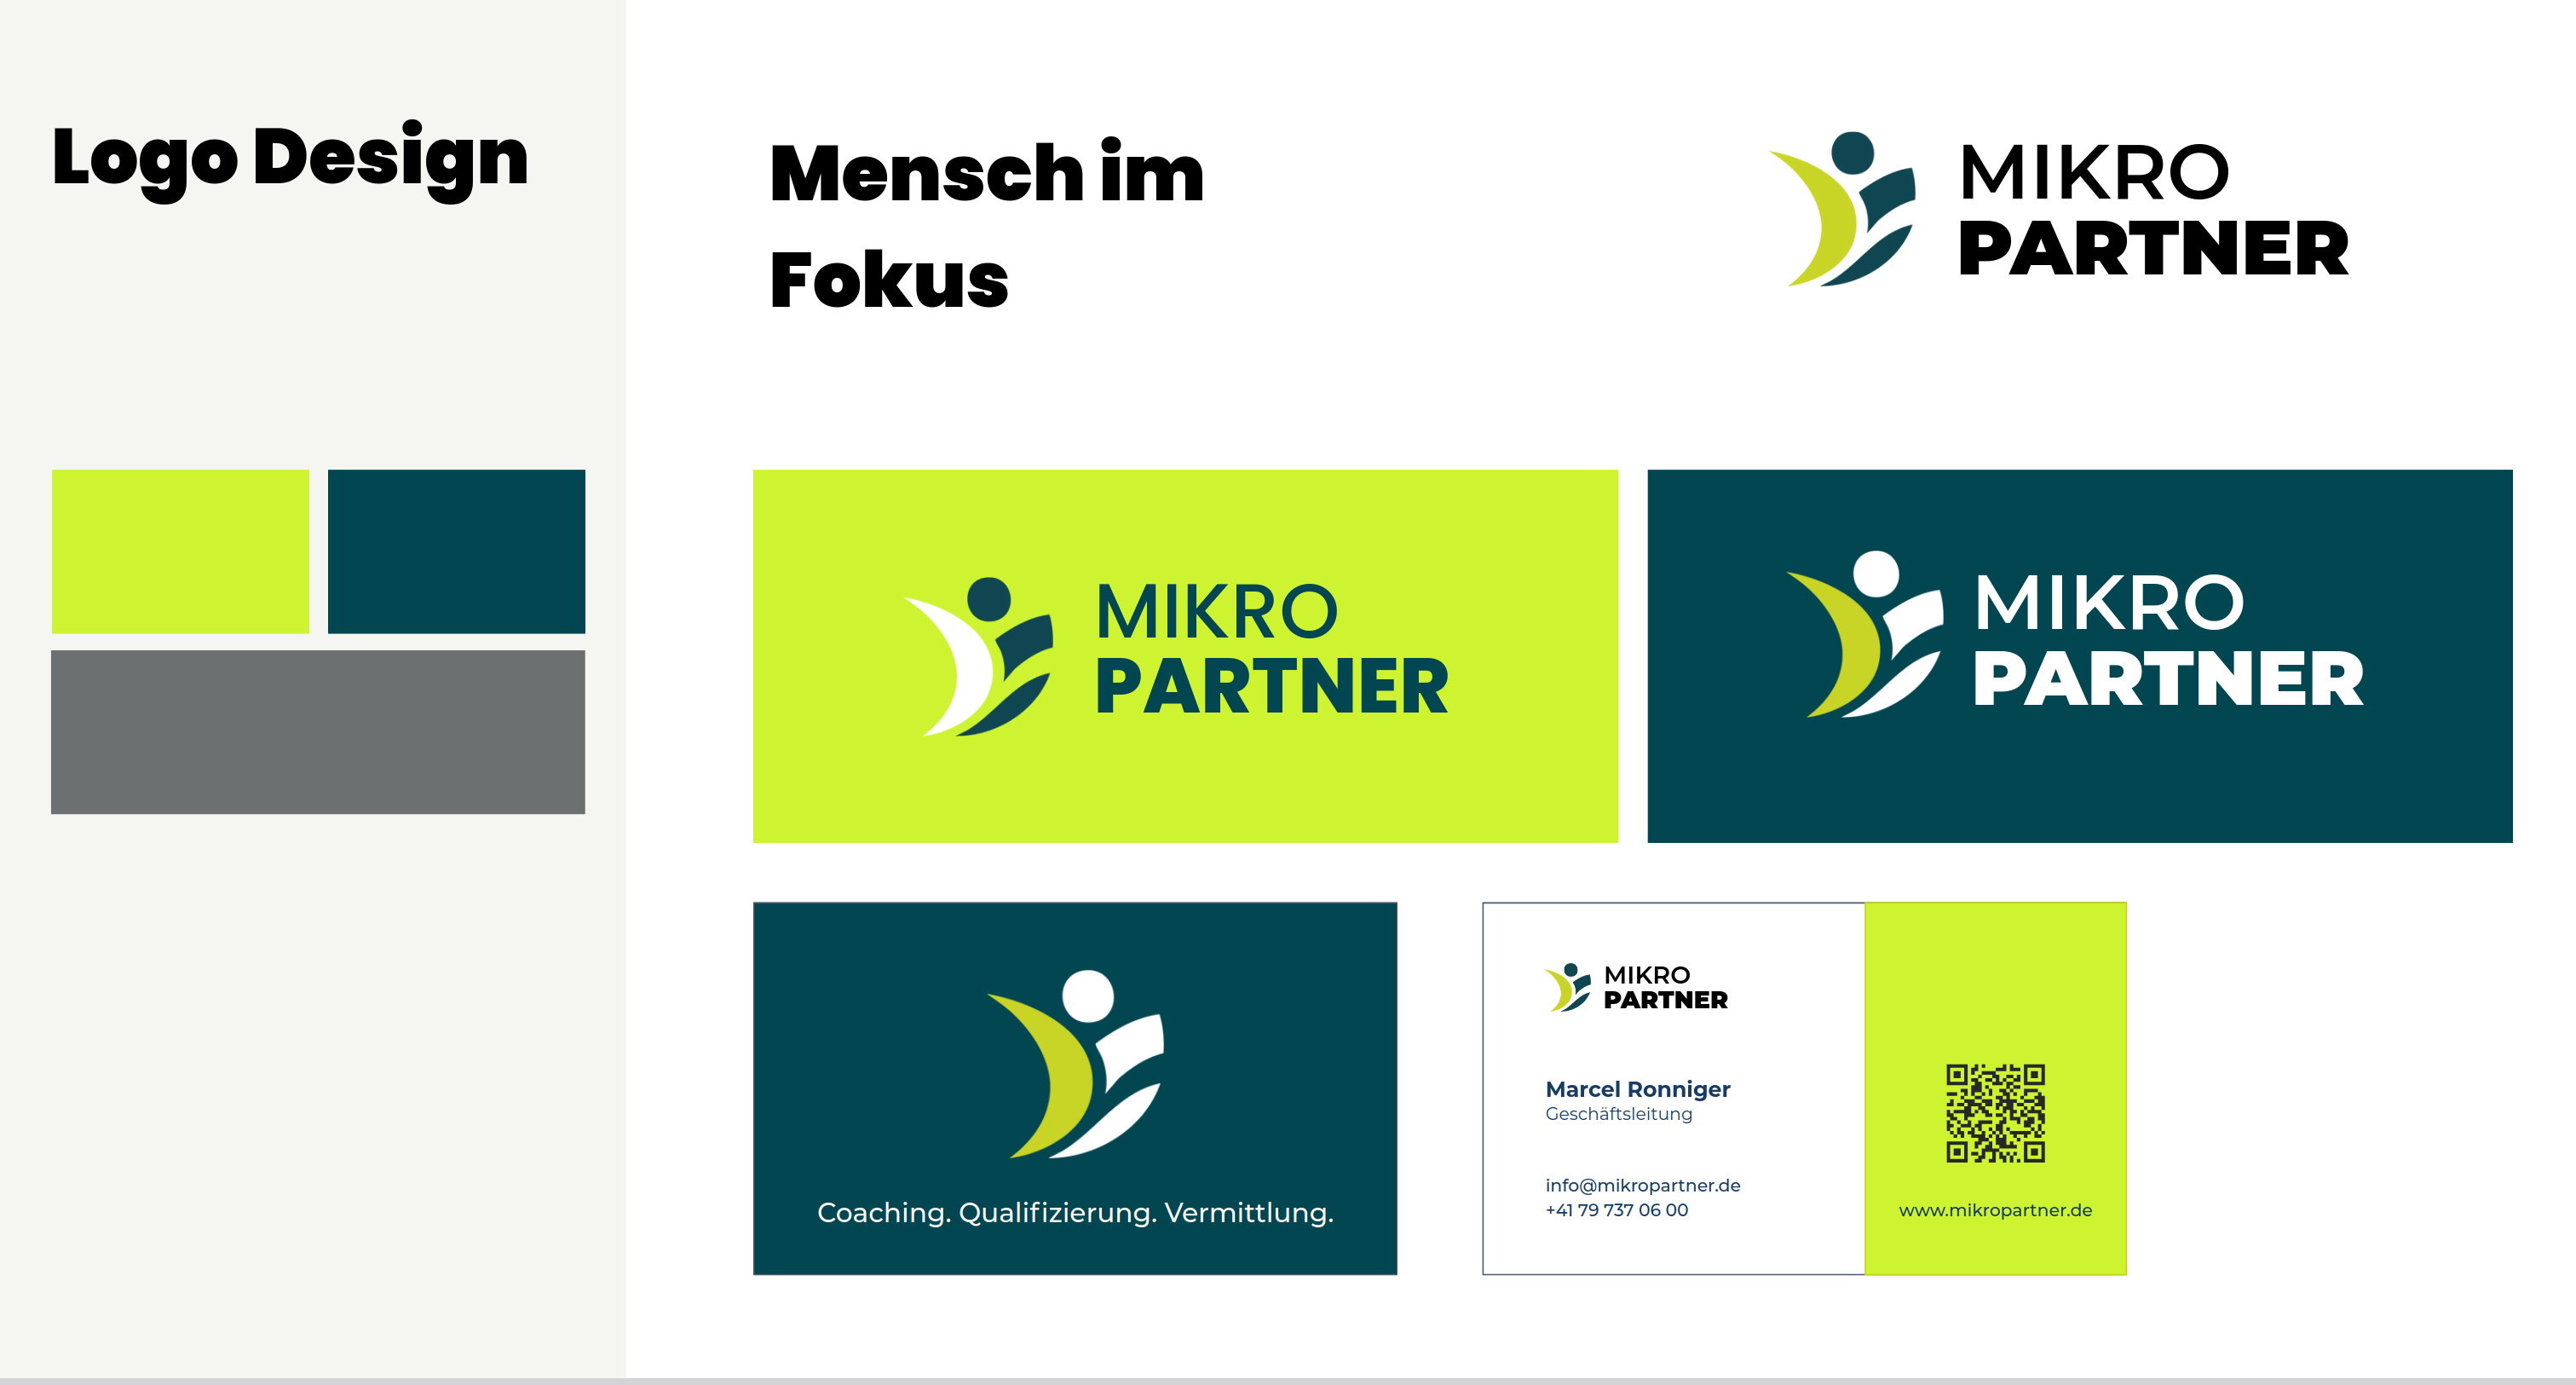 Logo Design
Mensch im
Fokus
MIKRO
PARTNER
MIKRO
PARTNER
MIKRO
PARTNER
Coaching. Qualifizierung. Vermittlung.
MIKRO
PARTNER
Marcel Ronniger
Geschäftsleitung
info@mikropartner.de
+41 79 737 06 00
www.mikropartner.de